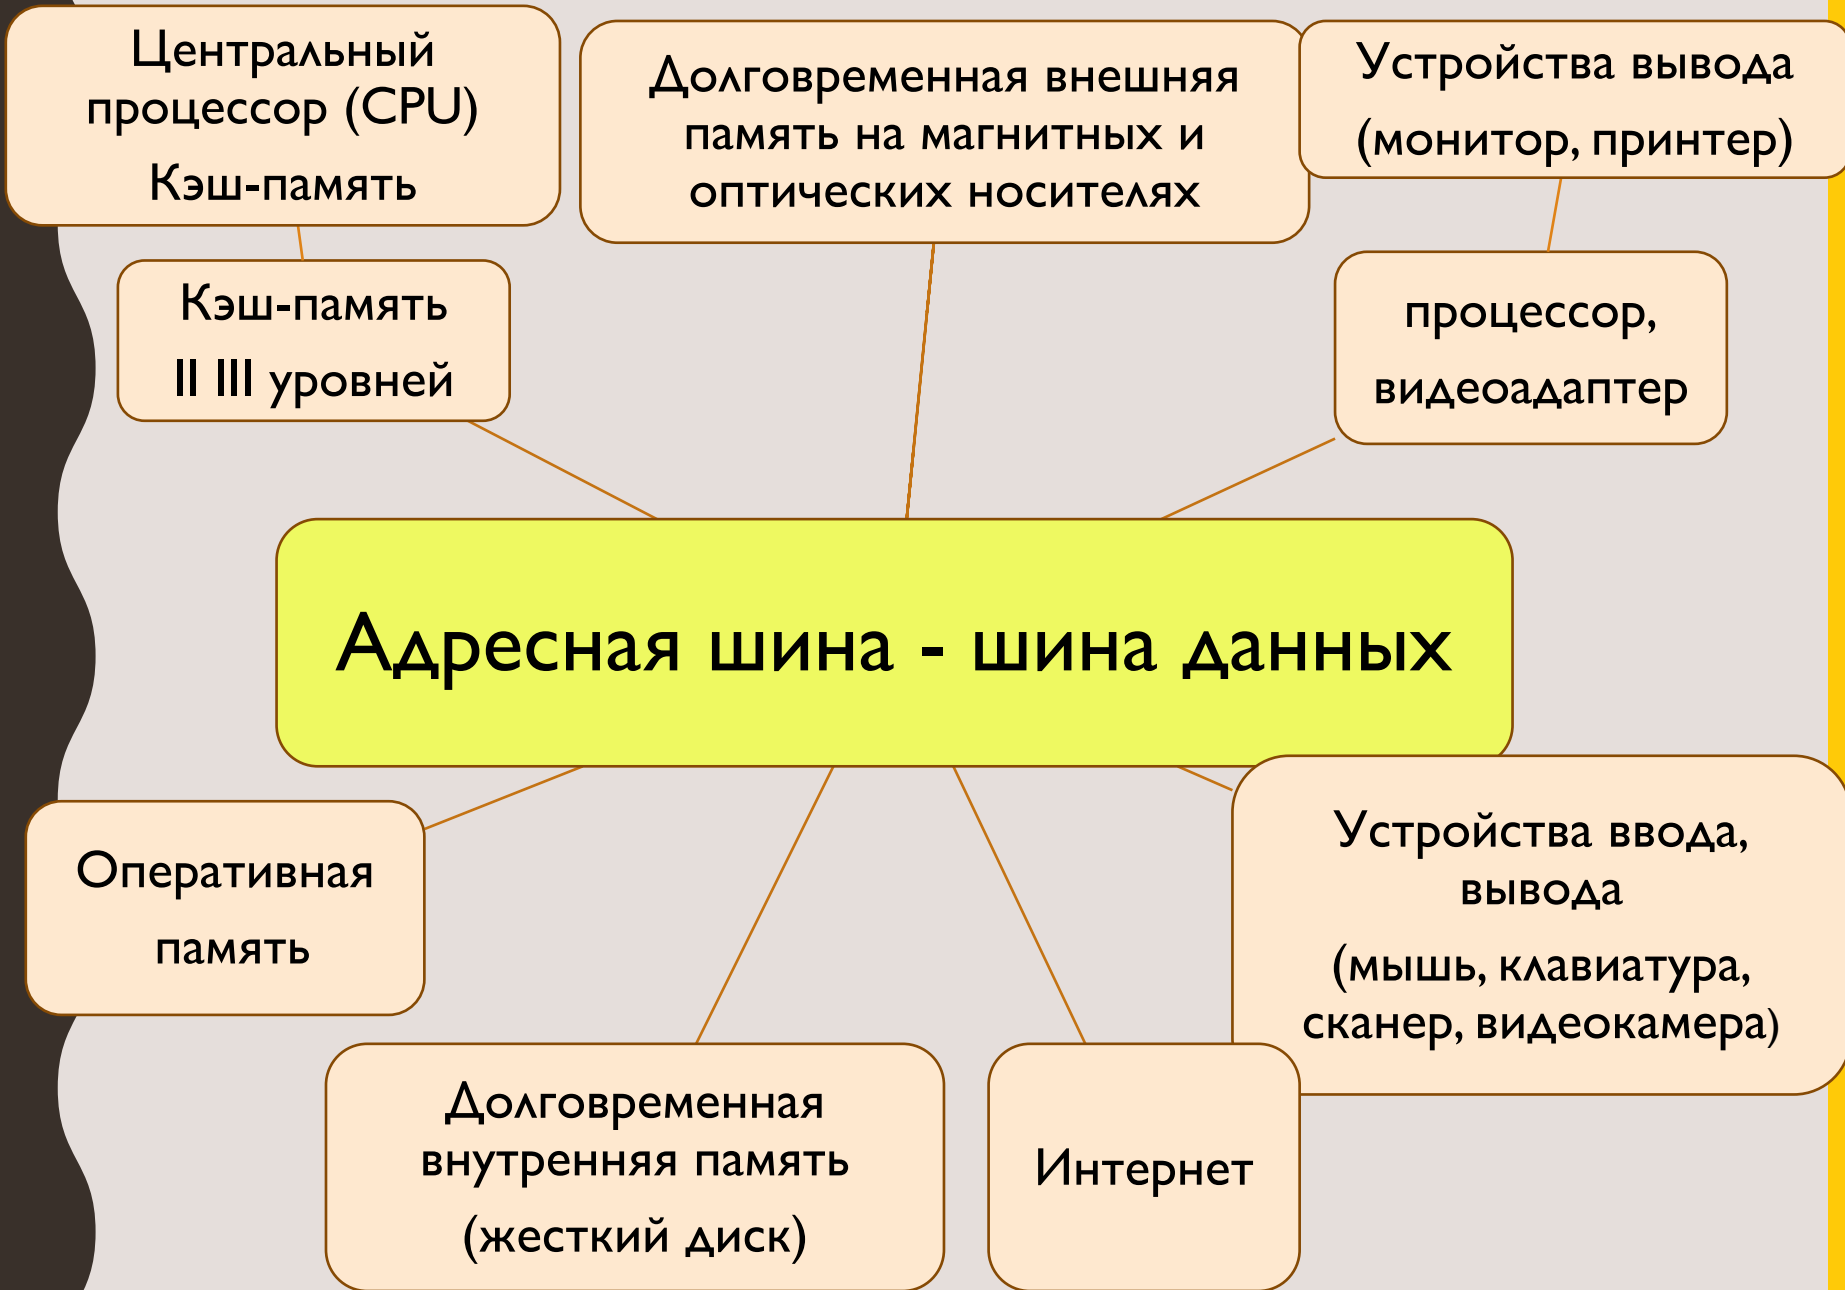 Центральный
процессор (CPU)
Кэш-память
Долговременная внешняя
память на магнитных и
оптических носителях
Устройства вывода
(монитор, принтер)
Кэш-память
II III уровней
процессор,
видеоадаптер
Адресная шина - шина данных
Оперативная
память
Устройства ввода,
вывода
(мышь, клавиатура,
сканер, видеокамера)
Долговременная
внутренняя память
(жесткий диск)
Интернет